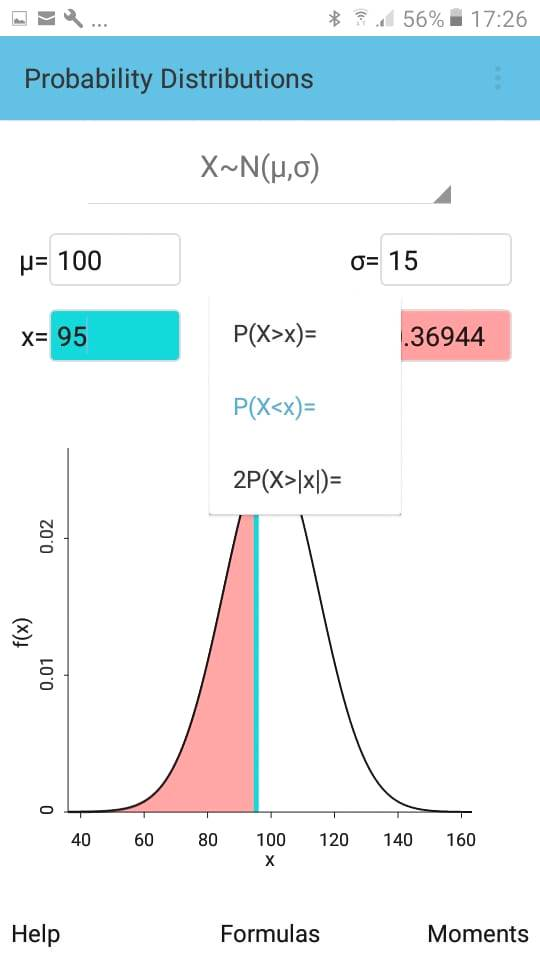 ... 56% 17:26
Probability Distributions
X~N(μ,σ)
μ= 100 σ= 15
x= 95 P(X>x)= .36944
P(X<x)=
2P(X>|x|)=
0.02
f(x)
0.01
0
40 60 80 100 120 140 160
x
Help Formulas Moments